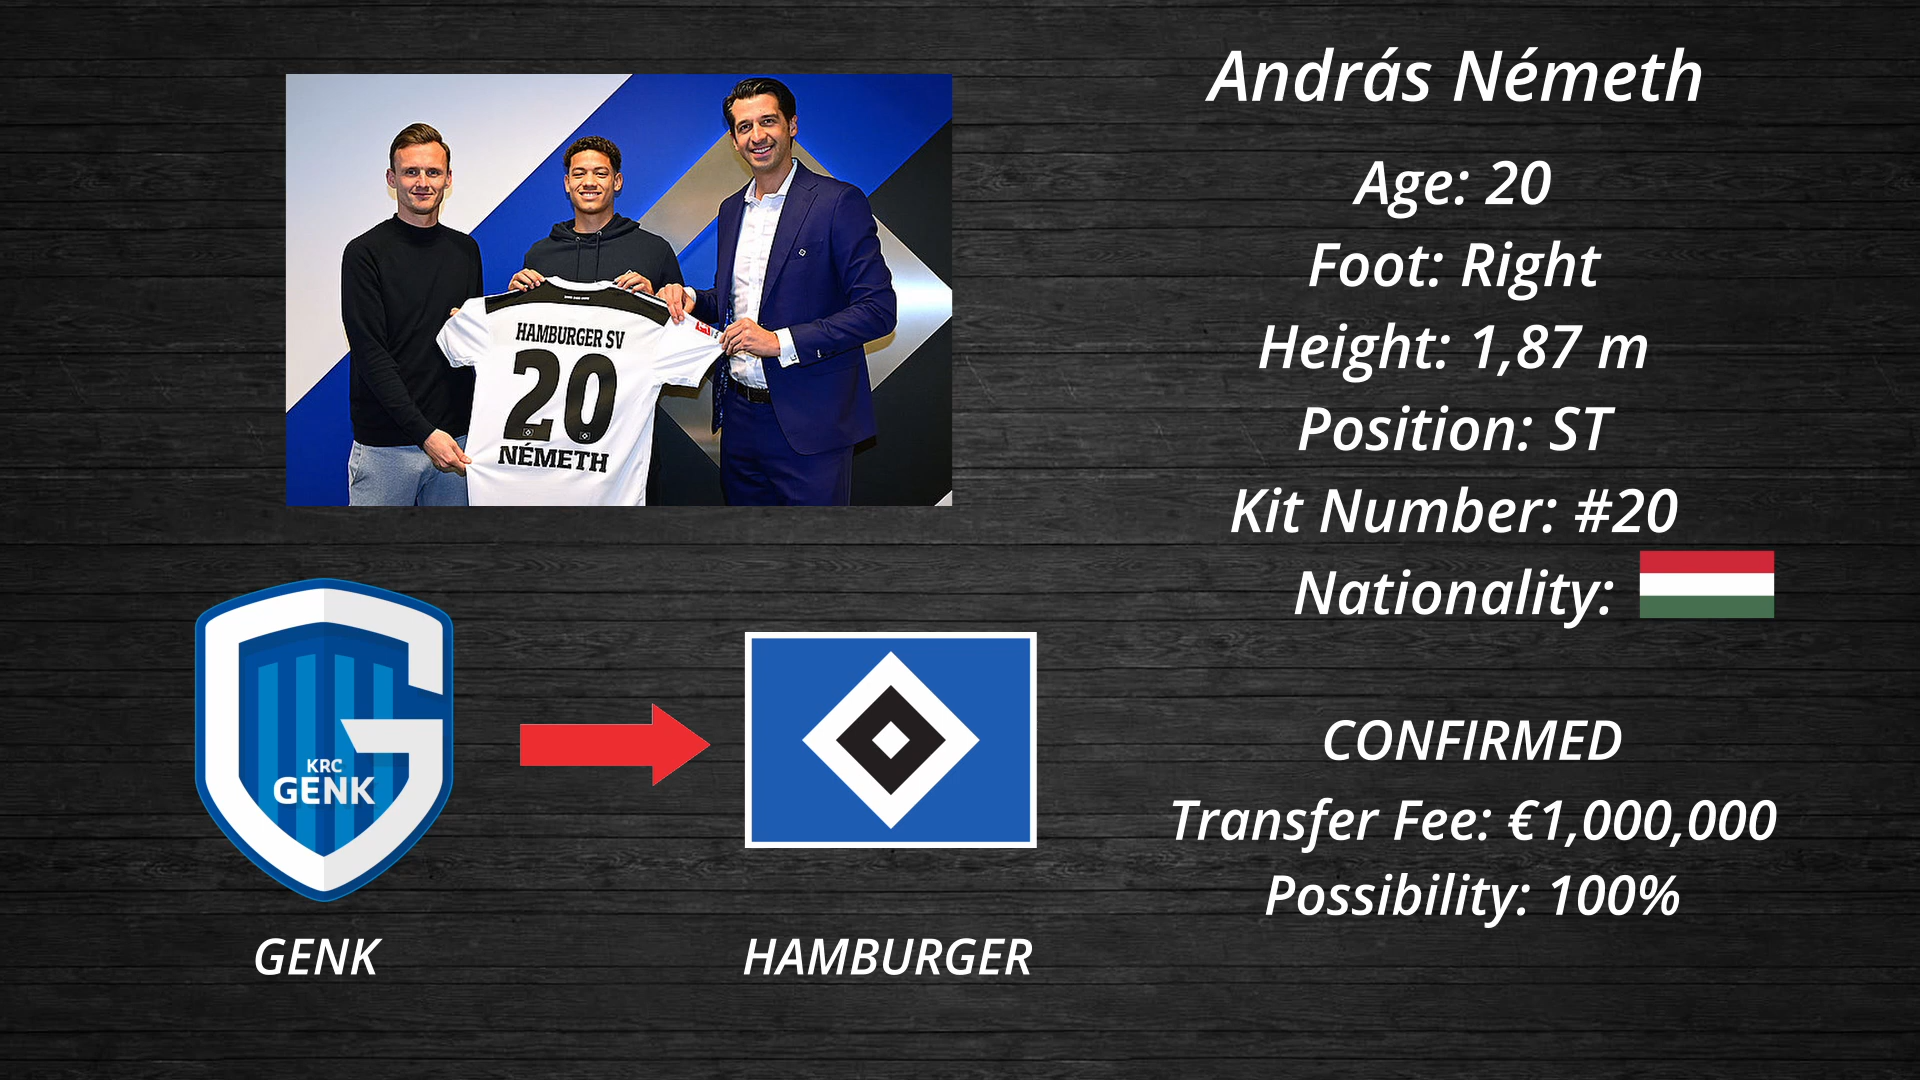 András Németh
Age: 20
Foot: Right
Height: 1,87 m
Position: ST
Kit Number: #20
Nationality:
HAMBURGER SV
20
NÉMETH
KRC
GENK
GENK
HAMBURGER
CONFIRMED
Transfer Fee: €1,000,000
Possibility: 100%